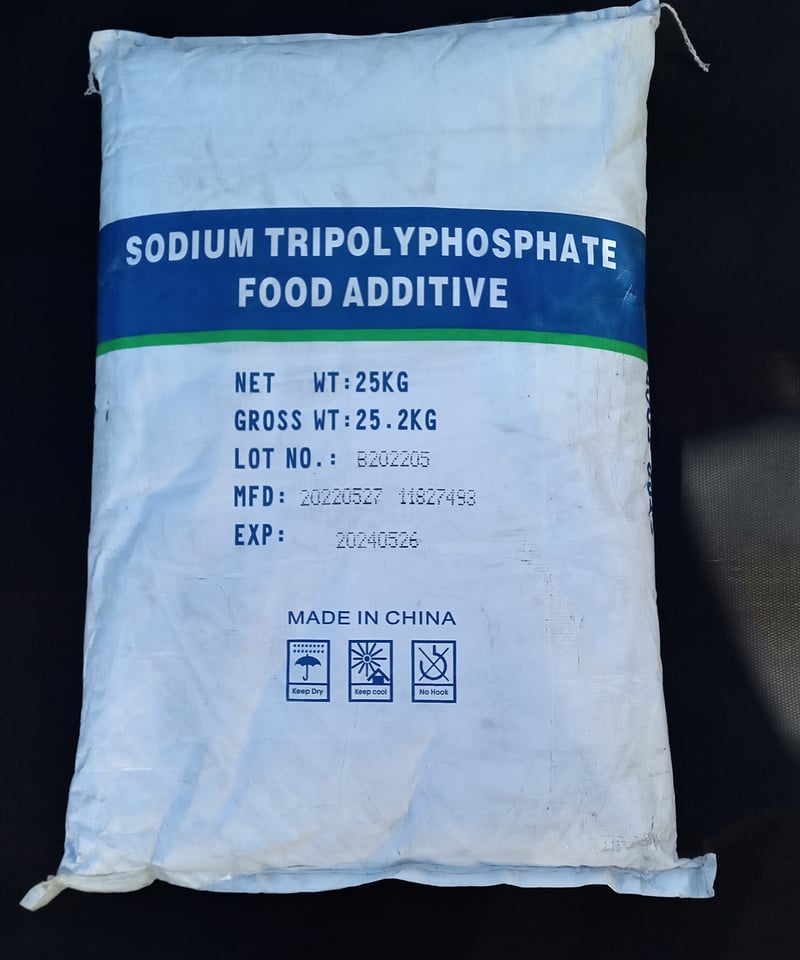 SODIUM TRIPOLYPHOSPHATE
FOOD ADDITIVE
NET WT:25KG
GROSS WT:25.2KG
LOT NO.: B202205
MFD: 20220527 11827493
EXP: 20240526
MADE IN CHINA
Keep Dry
Keep cool
No Hook